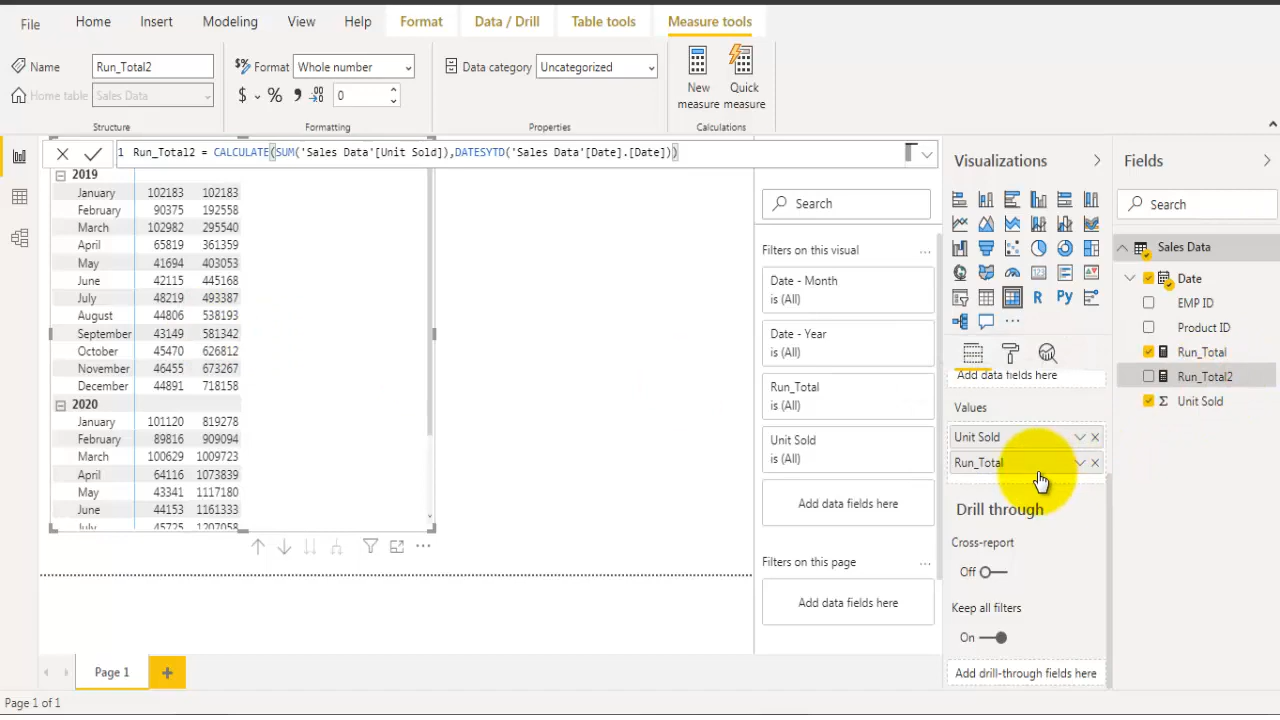 File Home Insert Modeling View Help Format Data / Drill Table tools Measure tools
Name Run_Total2
Home table Sales Data
Structure
$% Format Whole number
$ % 9 .00 0
Formatting
Data category Uncategorized
Properties
New measure
Quick measure
Calculations
1 Run_Total2 = CALCULATE(SUM('Sales Data'[Unit Sold]),DATESYTD('Sales Data'[Date].[Date]))
2019
January 102183 102183
February 90375 192558
March 102982 295540
April 65819 361359
May 41694 403053
June 42115 445168
July 48219 493387
August 44806 538193
September 43149 581342
October 45470 626812
November 46455 673267
December 44891 718158
2020
January 101120 819278
February 89816 909094
March 100629 1009723
April 64116 1073839
May 43341 1117180
June 44153 1161333
July 45725 1207058
Search
Filters on this visual ...
Date - Month
is (All)
Date - Year
is (All)
Run_Total
is (All)
Unit Sold
is (All)
Add data fields here
Filters on this page ...
Add data fields here
Visualizations
R Py
...
Add data fields here
Values
Unit Sold
Run_Total
Drill through
Cross-report
Off
Keep all filters
On
Add drill-through fields here
Fields
Search
Sales Data
Date
EMP ID
Product ID
Run_Total
Run_Total2
Σ Unit Sold
Page 1
Page 1 of 1